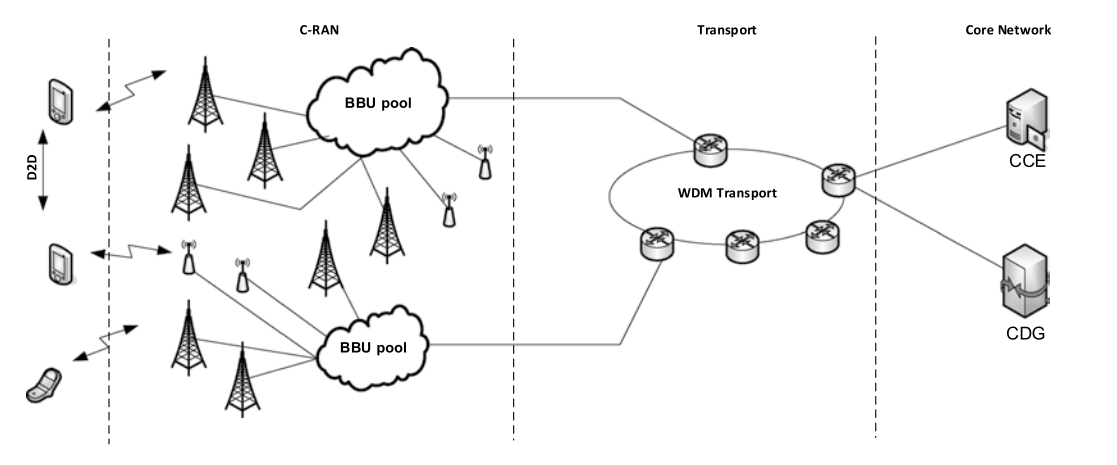 C-RAN
Transport
Core Network
BBU pool
D2D
CCE
WDM Transport
CDG
BBU pool